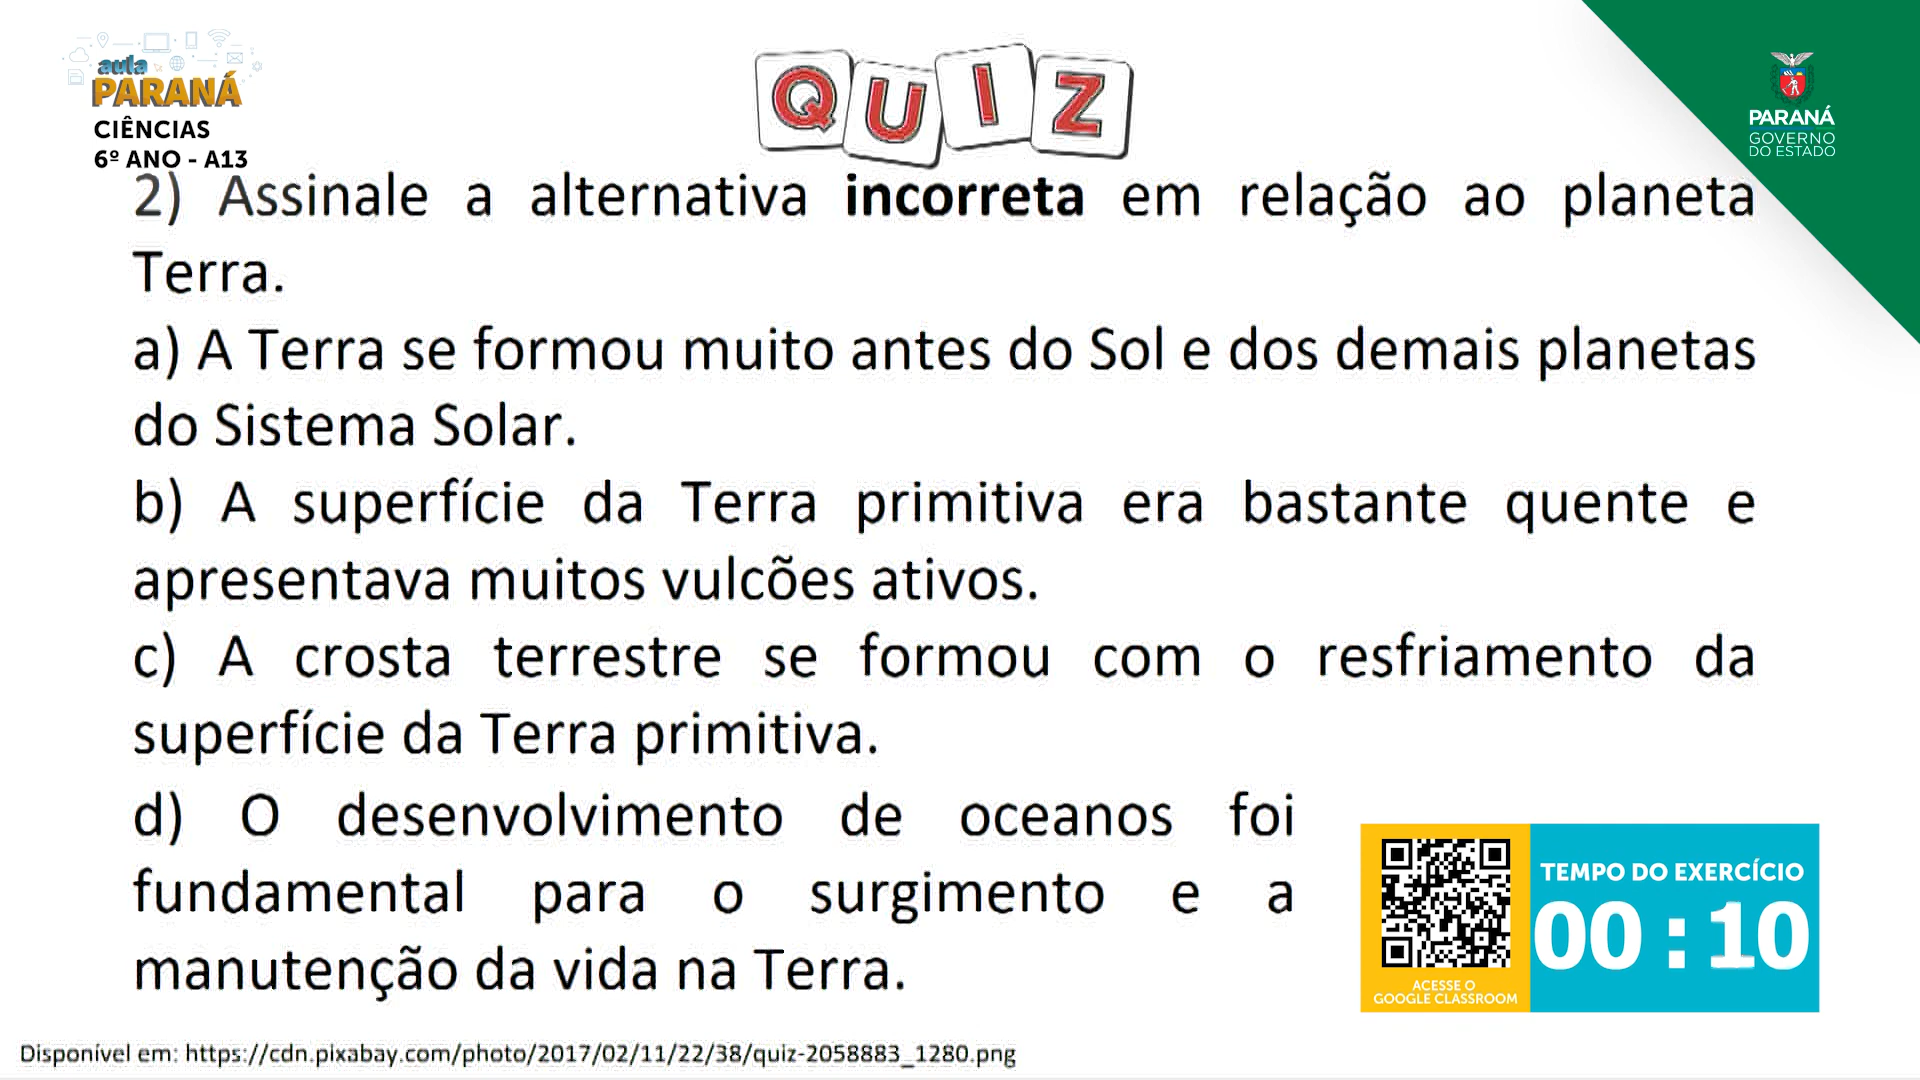 aula
PARANÁ
CIÊNCIAS
6º ANO - A13
QUIZ
PARANÁ
GOVERNO
DO ESTADO
2) Assinale a alternativa incorreta em relação ao planeta
Terra.
a) A Terra se formou muito antes do Sol e dos demais planetas
do Sistema Solar.
b) A superfície da Terra primitiva era bastante quente e
apresentava muitos vulcões ativos.
c) A crosta terrestre se formou com o resfriamento da
superfície da Terra primitiva.
d) O desenvolvimento de oceanos foi
fundamental para o surgimento e a
manutenção da vida na Terra.
ACESSE O
GOOGLE CLASSROOM
TEMPO DO EXERCÍCIO
00 : 10
Disponível em: https://cdn.pixabay.com/photo/2017/02/11/22/38/quiz-2058883_1280.png